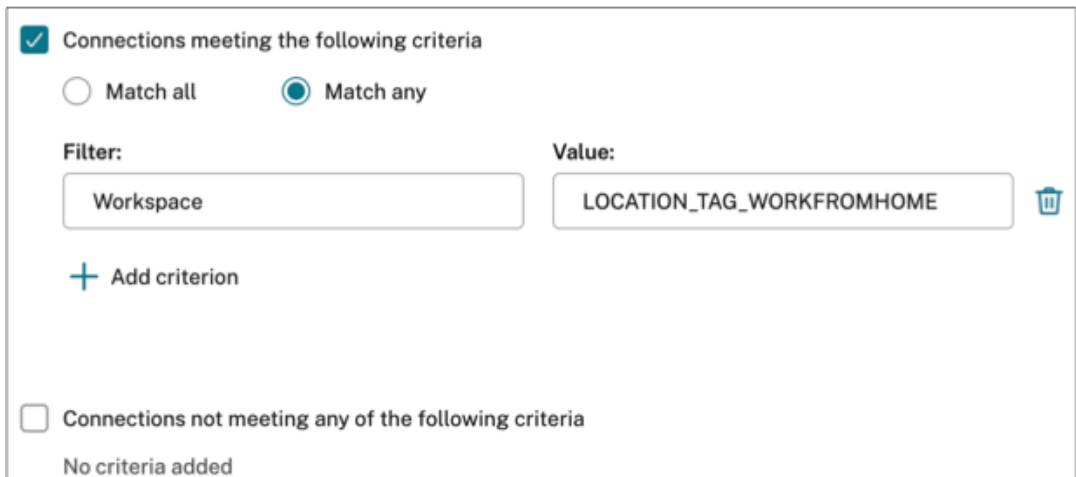 Connections meeting the following criteria
Match all Match any
Filter: Value:
Workspace LOCATION_TAG_WORKFROMHOME
Add criterion
Connections not meeting any of the following criteria
No criteria added